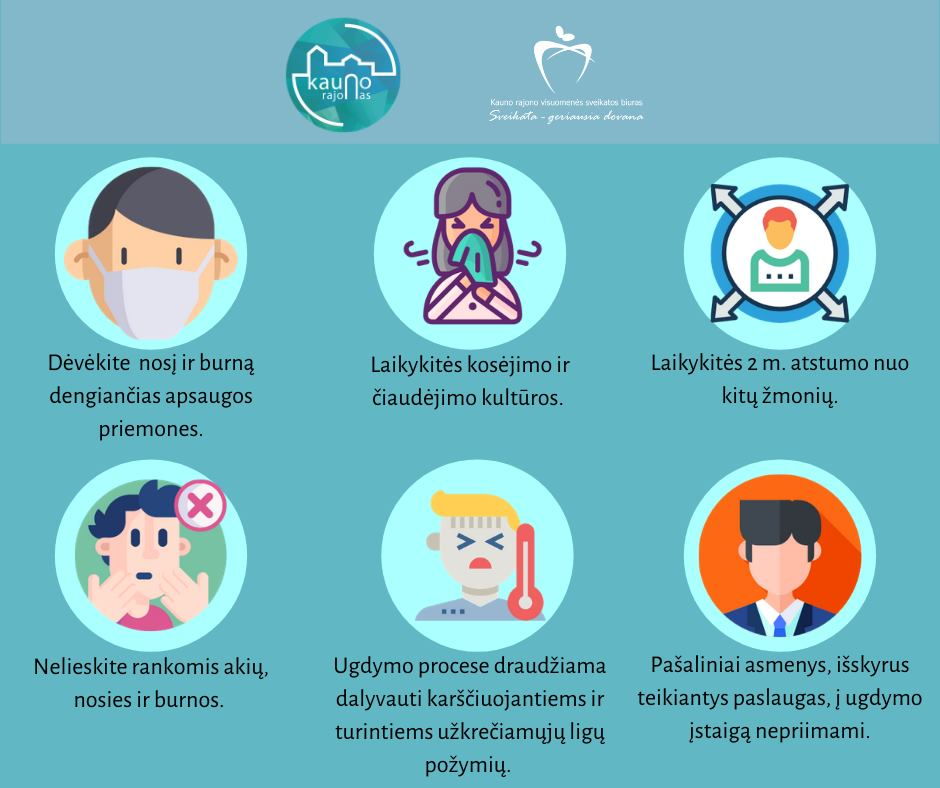 kauno
rajonas
Kauno rajono visuomenės sveikatos biuras
Sveikata - geriausia dovana
Dėvėkite nosį ir burną
dengiančias apsaugos
priemones.
Laikykitės kosėjimo ir
čiaudėjimo kultūros.
Laikykitės 2 m. atstumo nuo
kitų žmonių.
Nelieskite rankomis akių,
nosies ir burnos.
Ugdymo procese draudžiama
dalyvauti karščiuojantiems ir
turintiems užkrečiamųjų ligų
požymių.
Pašaliniai asmenys, išskyrus
teikiantys paslaugas, į ugdymo
įstaigą nepriimami.